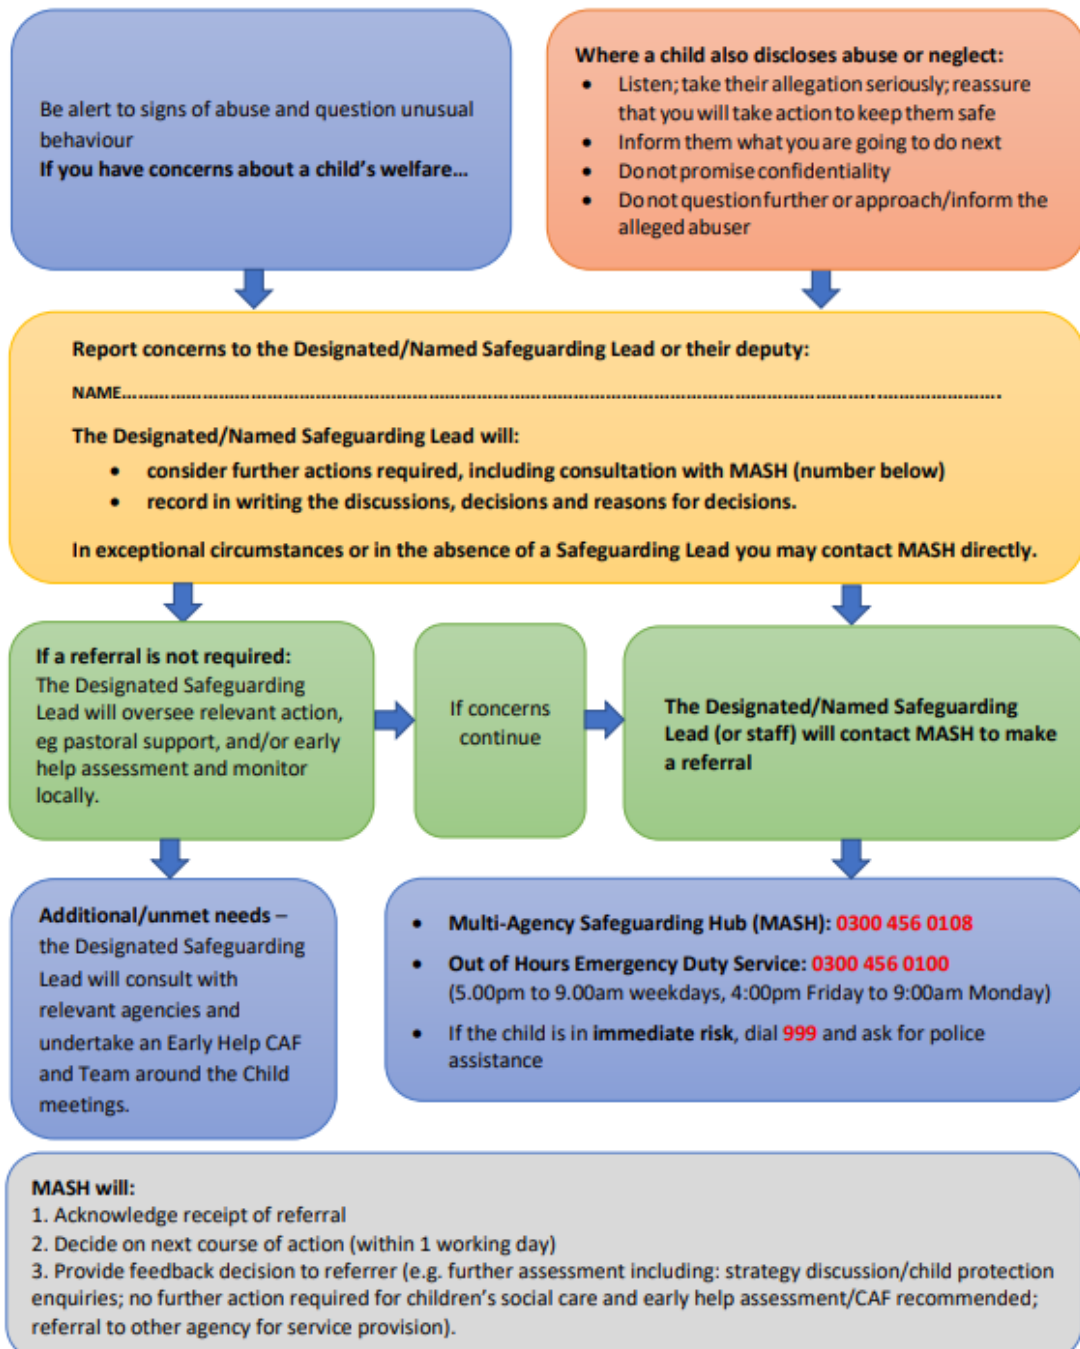 Be alert to signs of abuse and question unusual
behaviour
If you have concerns about a child's welfare…
Where a child also discloses abuse or neglect:
• Listen; take their allegation seriously; reassure
that you will take action to keep them safe
• Inform them what you are going to do next
• Do not promise confidentiality
• Do not question further or approach/inform the
alleged abuser
Report concerns to the Designated/Named Safeguarding Lead or their deputy:
NAME……………………………………………………………………………………………………………………………………………
The Designated/Named Safeguarding Lead will:
• consider further actions required, including consultation with MASH (number below)
• record in writing the discussions, decisions and reasons for decisions.
In exceptional circumstances or in the absence of a Safeguarding Lead you may contact MASH directly.
If a referral is not required:
The Designated Safeguarding
Lead will oversee relevant action,
eg pastoral support, and/or early
help assessment and monitor
locally.
If concerns
continue
The Designated/Named Safeguarding
Lead (or staff) will contact MASH to make
a referral
Additional/unmet needs –
the Designated Safeguarding
Lead will consult with
relevant agencies and
undertake an Early Help CAF
and Team around the Child
meetings.
• Multi-Agency Safeguarding Hub (MASH): 0300 456 0108
• Out of Hours Emergency Duty Service: 0300 456 0100
(5.00pm to 9.00am weekdays, 4:00pm Friday to 9:00am Monday)
• If the child is in immediate risk, dial 999 and ask for police
assistance
MASH will:
1. Acknowledge receipt of referral
2. Decide on next course of action (within 1 working day)
3. Provide feedback decision to referrer (e.g. further assessment including: strategy discussion/child protection
enquiries; no further action required for children's social care and early help assessment/CAF recommended;
referral to other agency for service provision).